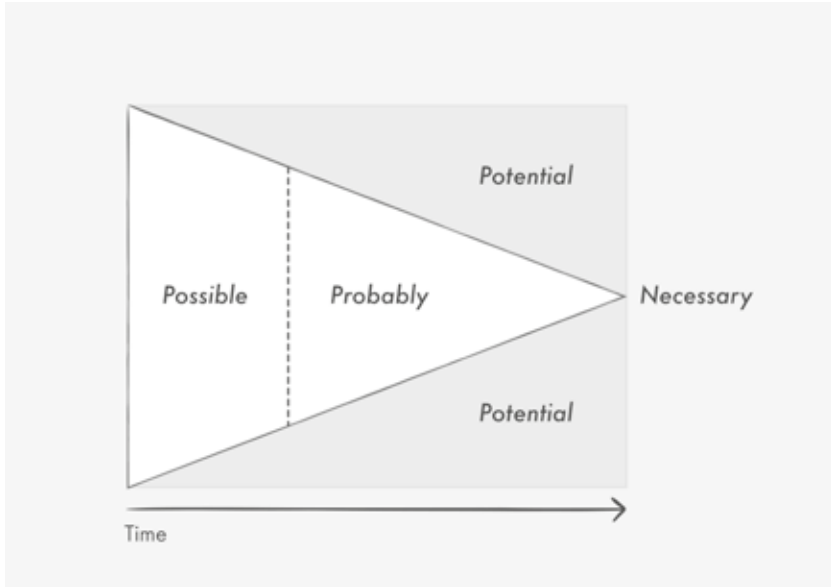 Potential
Possible
Probably
Necessary
Potential
Time